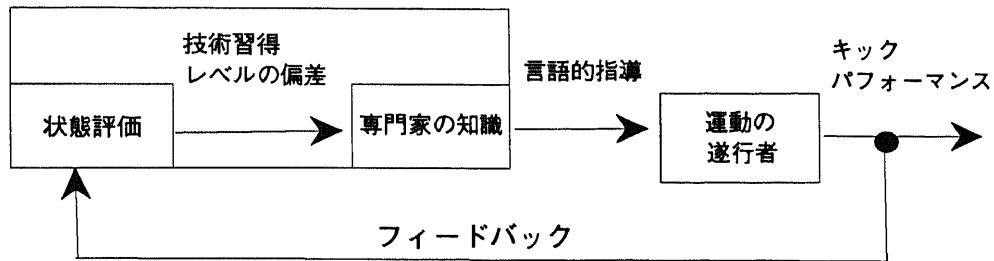 技術習得
レベルの偏差
状態評価
専門家の知識
言語的指導
運動の
遂行者
キック
パフォーマンス
フィードバック